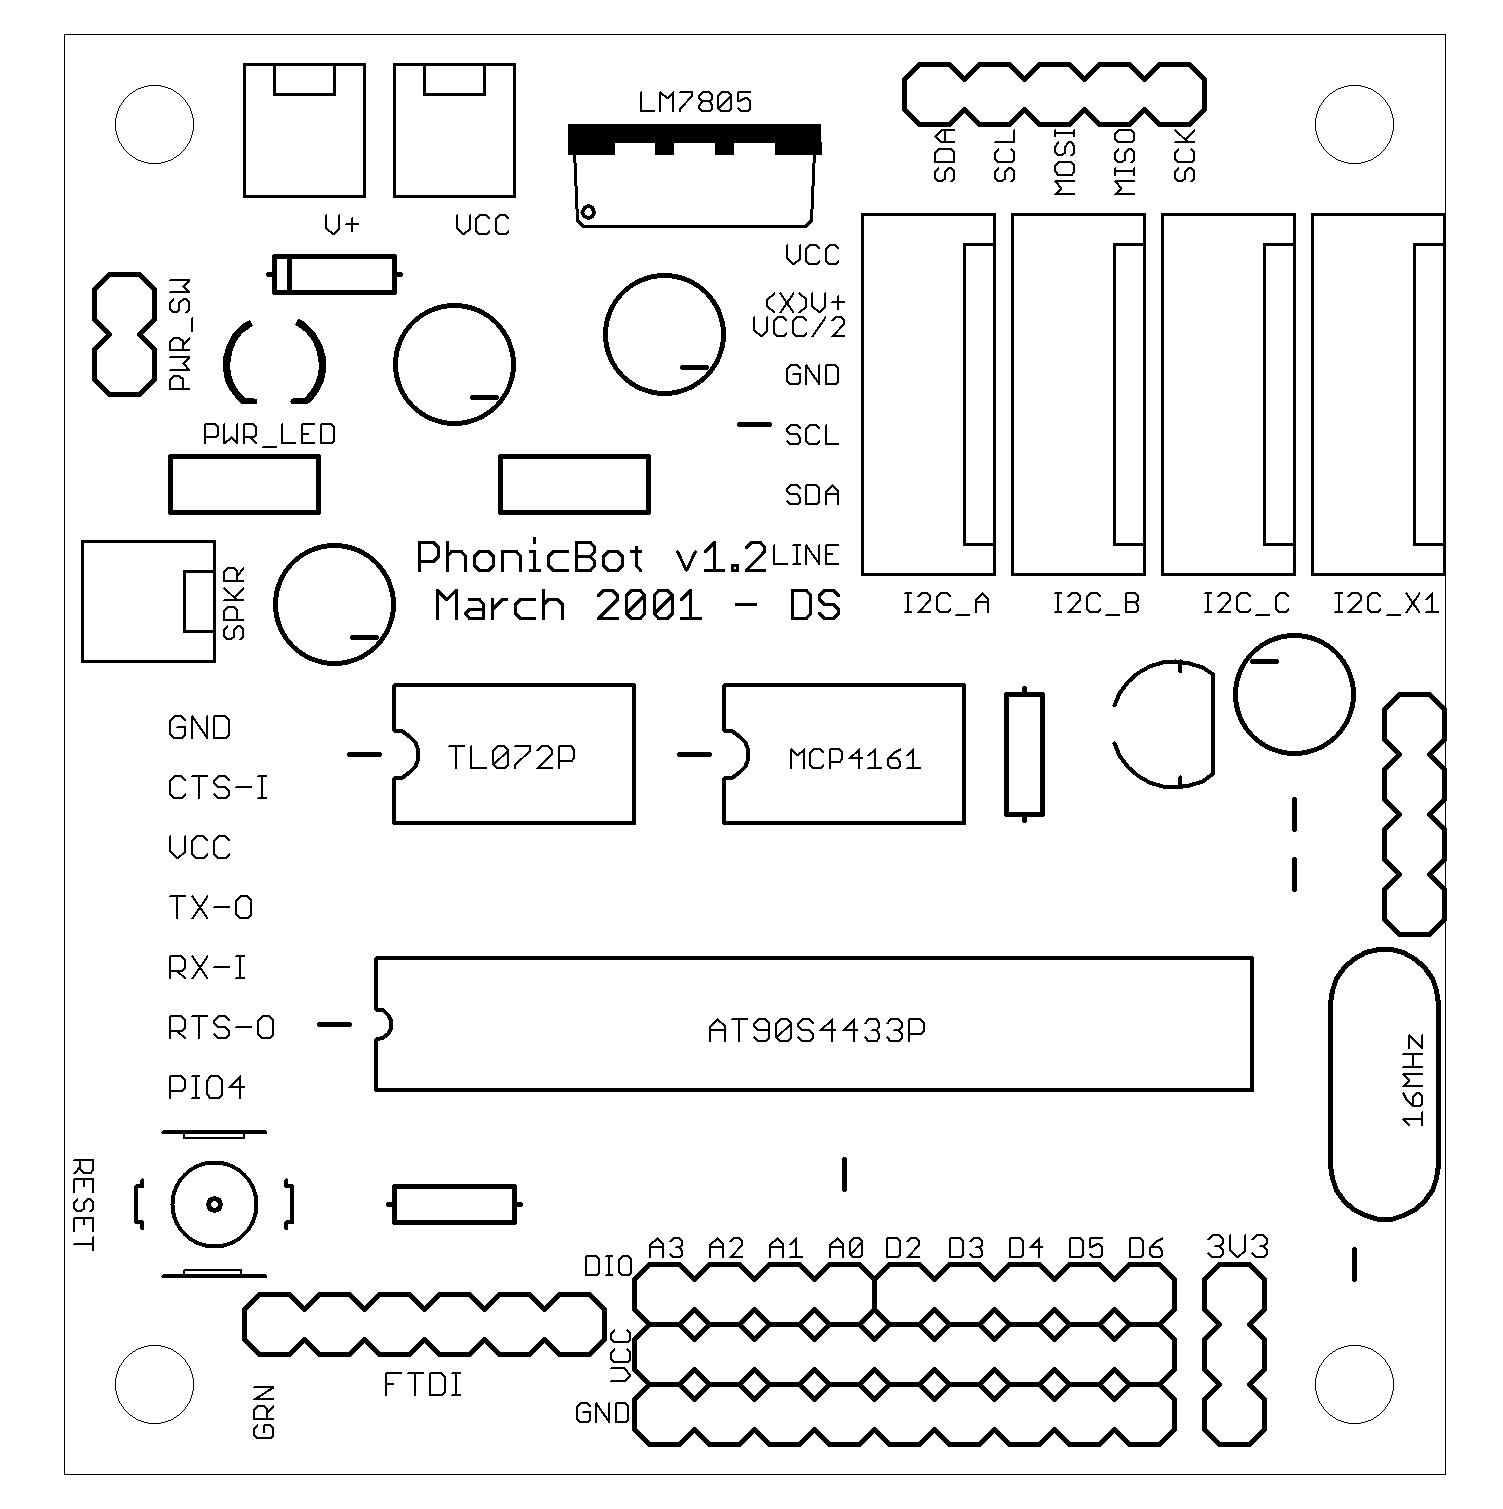 LM7805
SDA
SCL
MOSI
MISO
SCK
V+
VCC
PWR_SW
PWR_LED
VCC
(X)V+
VCC/2
GND
SCL
SDA
LINE
PhonicBot v1.2
March 2001 - DS
SPKR
I2C_A
I2C_B
I2C_C
I2C_X1
GND
CTS-I
VCC
TX-O
RX-I
RTS-O
PIO4
TL072P
MCP4161
AT90S4433P
16MHz
RESET
DIO
A3
A2
A1
A0
D2
D3
D4
D5
D6
3V3
VCC
GND
FTDI
GRN